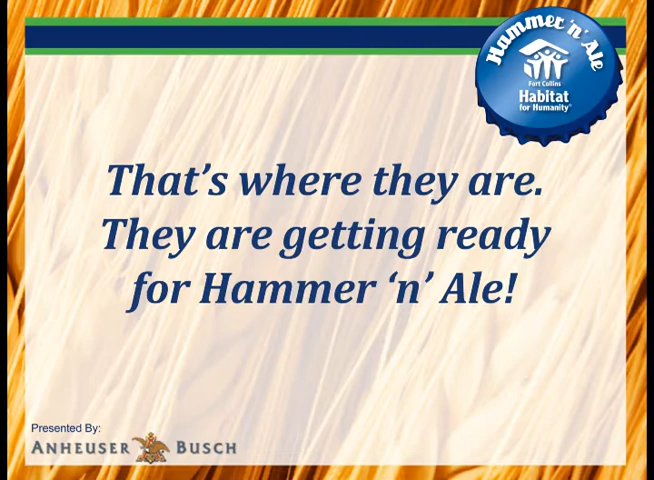 Hammer 'n' Ale
Fort Collins
Habitat
for Humanity®
That's where they are.
They are getting ready
for Hammer ‘n’ Ale!
Presented By:
ANHEUSER BUSCH